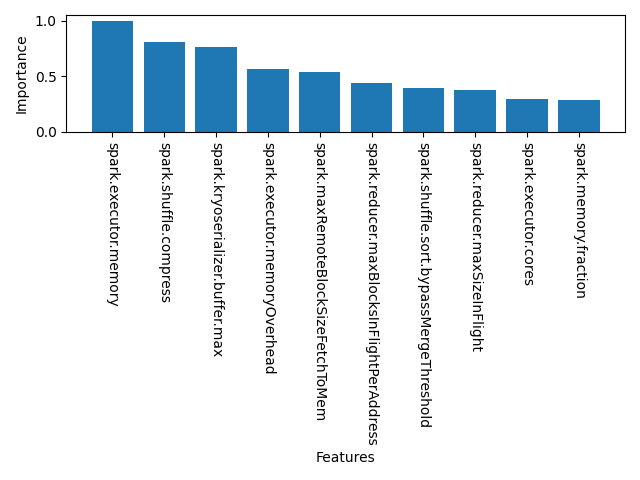 Importance
1.0
0.5
0.0
spark.executor.memory
spark.shuffle.compress
spark.kryoserializer.buffer.max
spark.executor.memoryOverhead
spark.maxRemoteBlockSizeFetchToMem
spark.reducer.maxBlocksInFlightPerAddress
spark.shuffle.sort.bypassMergeThreshold
spark.reducer.maxSizeInFlight
spark.executor.cores
spark.memory.fraction
Features